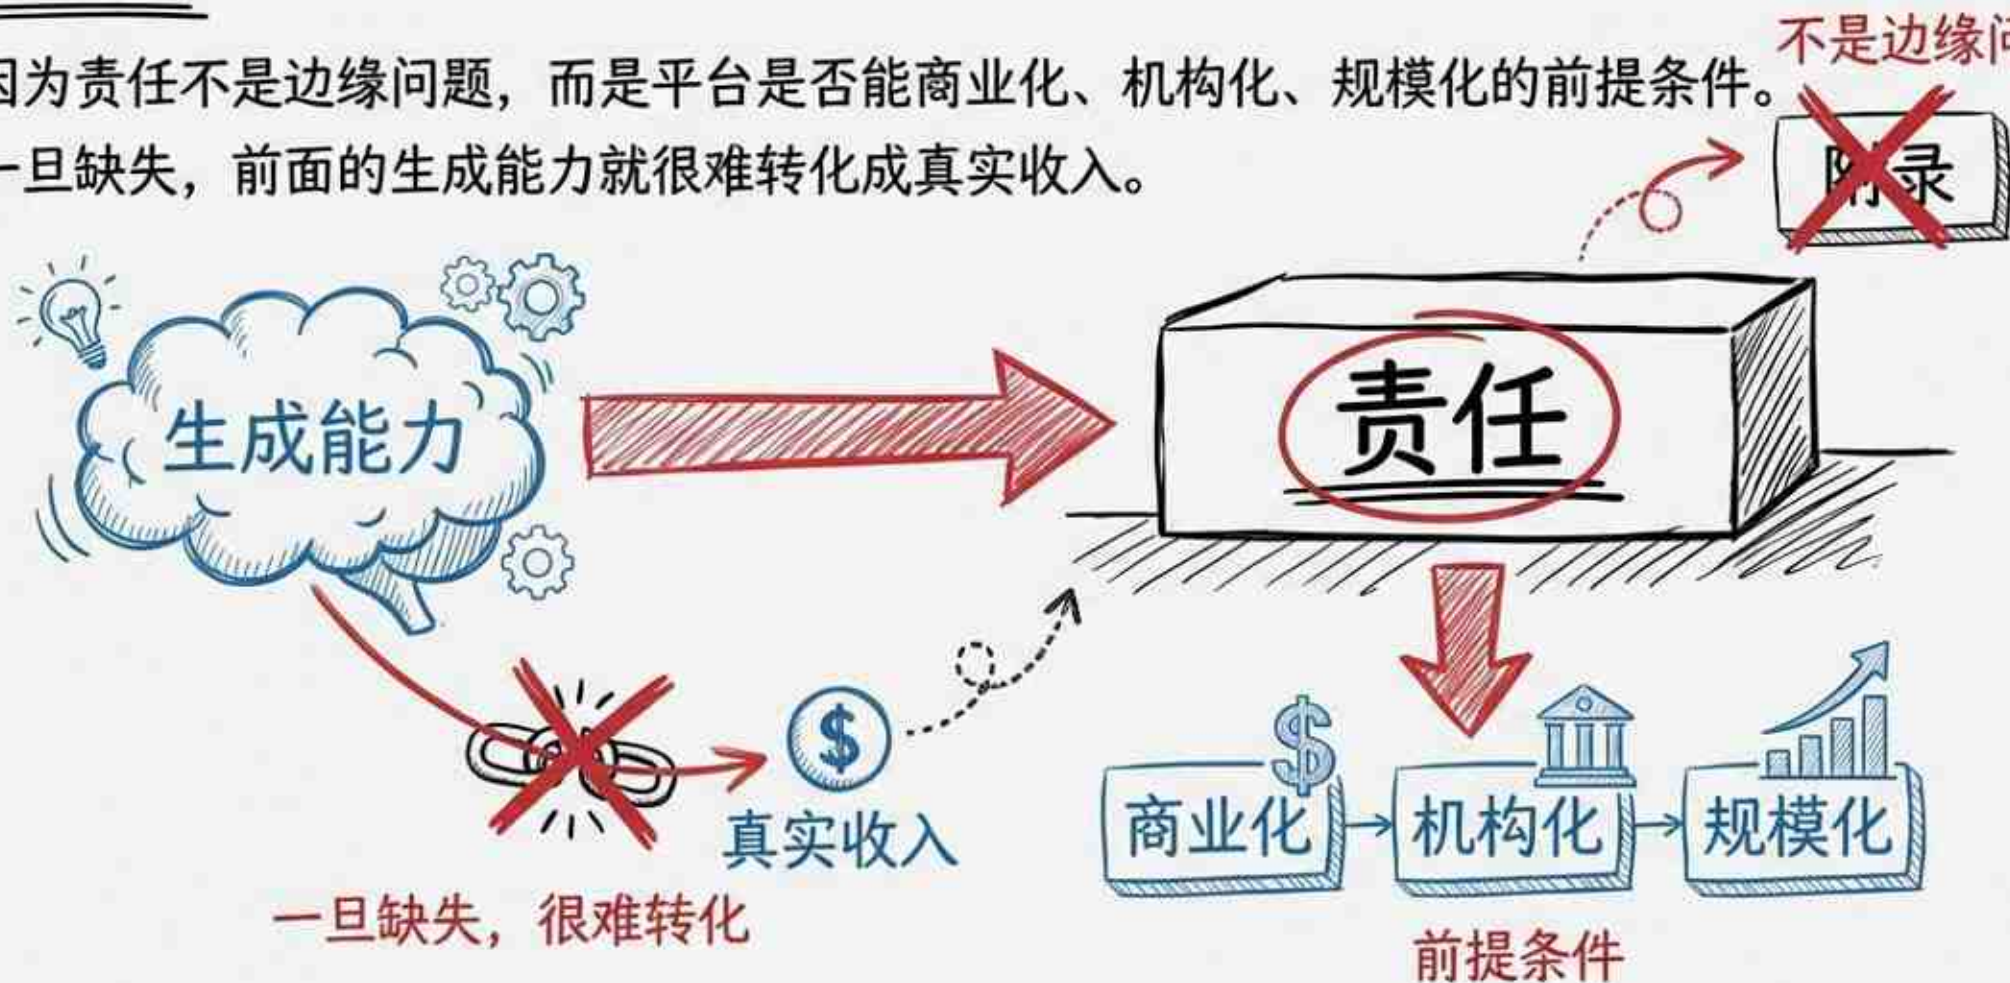 不是边缘问
因为责任不是边缘问题，而是平台是否能商业化、机构化、规模化的前提条件。
一旦缺失，前面的生成能力就很难转化成真实收入。
附录
生成能力
责任
真实收入
商业化
机构化
规模化
一旦缺失，很难转化
前提条件